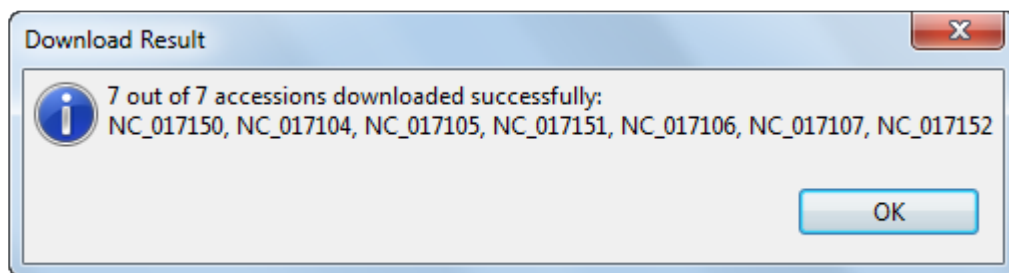 Download Result
7 out of 7 accessions downloaded successfully:
NC_017150, NC_017104, NC_017105, NC_017151, NC_017106, NC_017107, NC_017152
OK